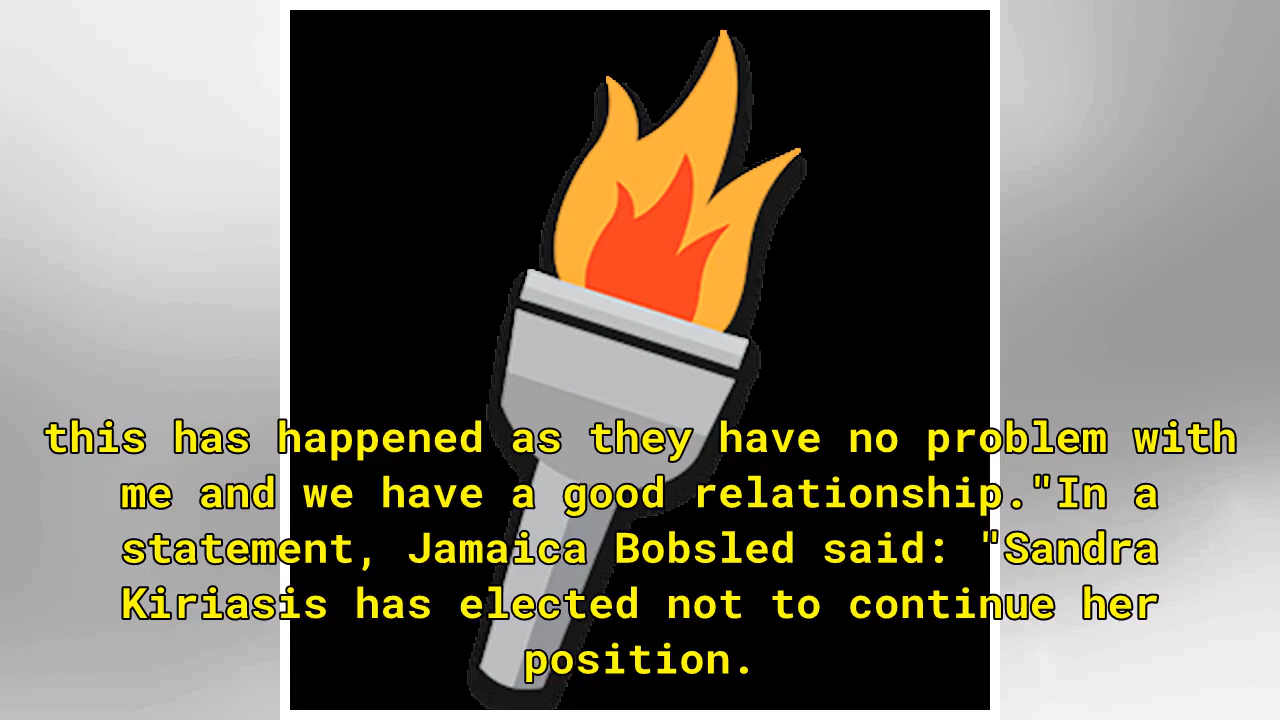 this has happened as they have no problem with
me and we have a good relationship."In a
statement, Jamaica Bobsled said: "Sandra
Kiriasis has elected not to continue her
position.